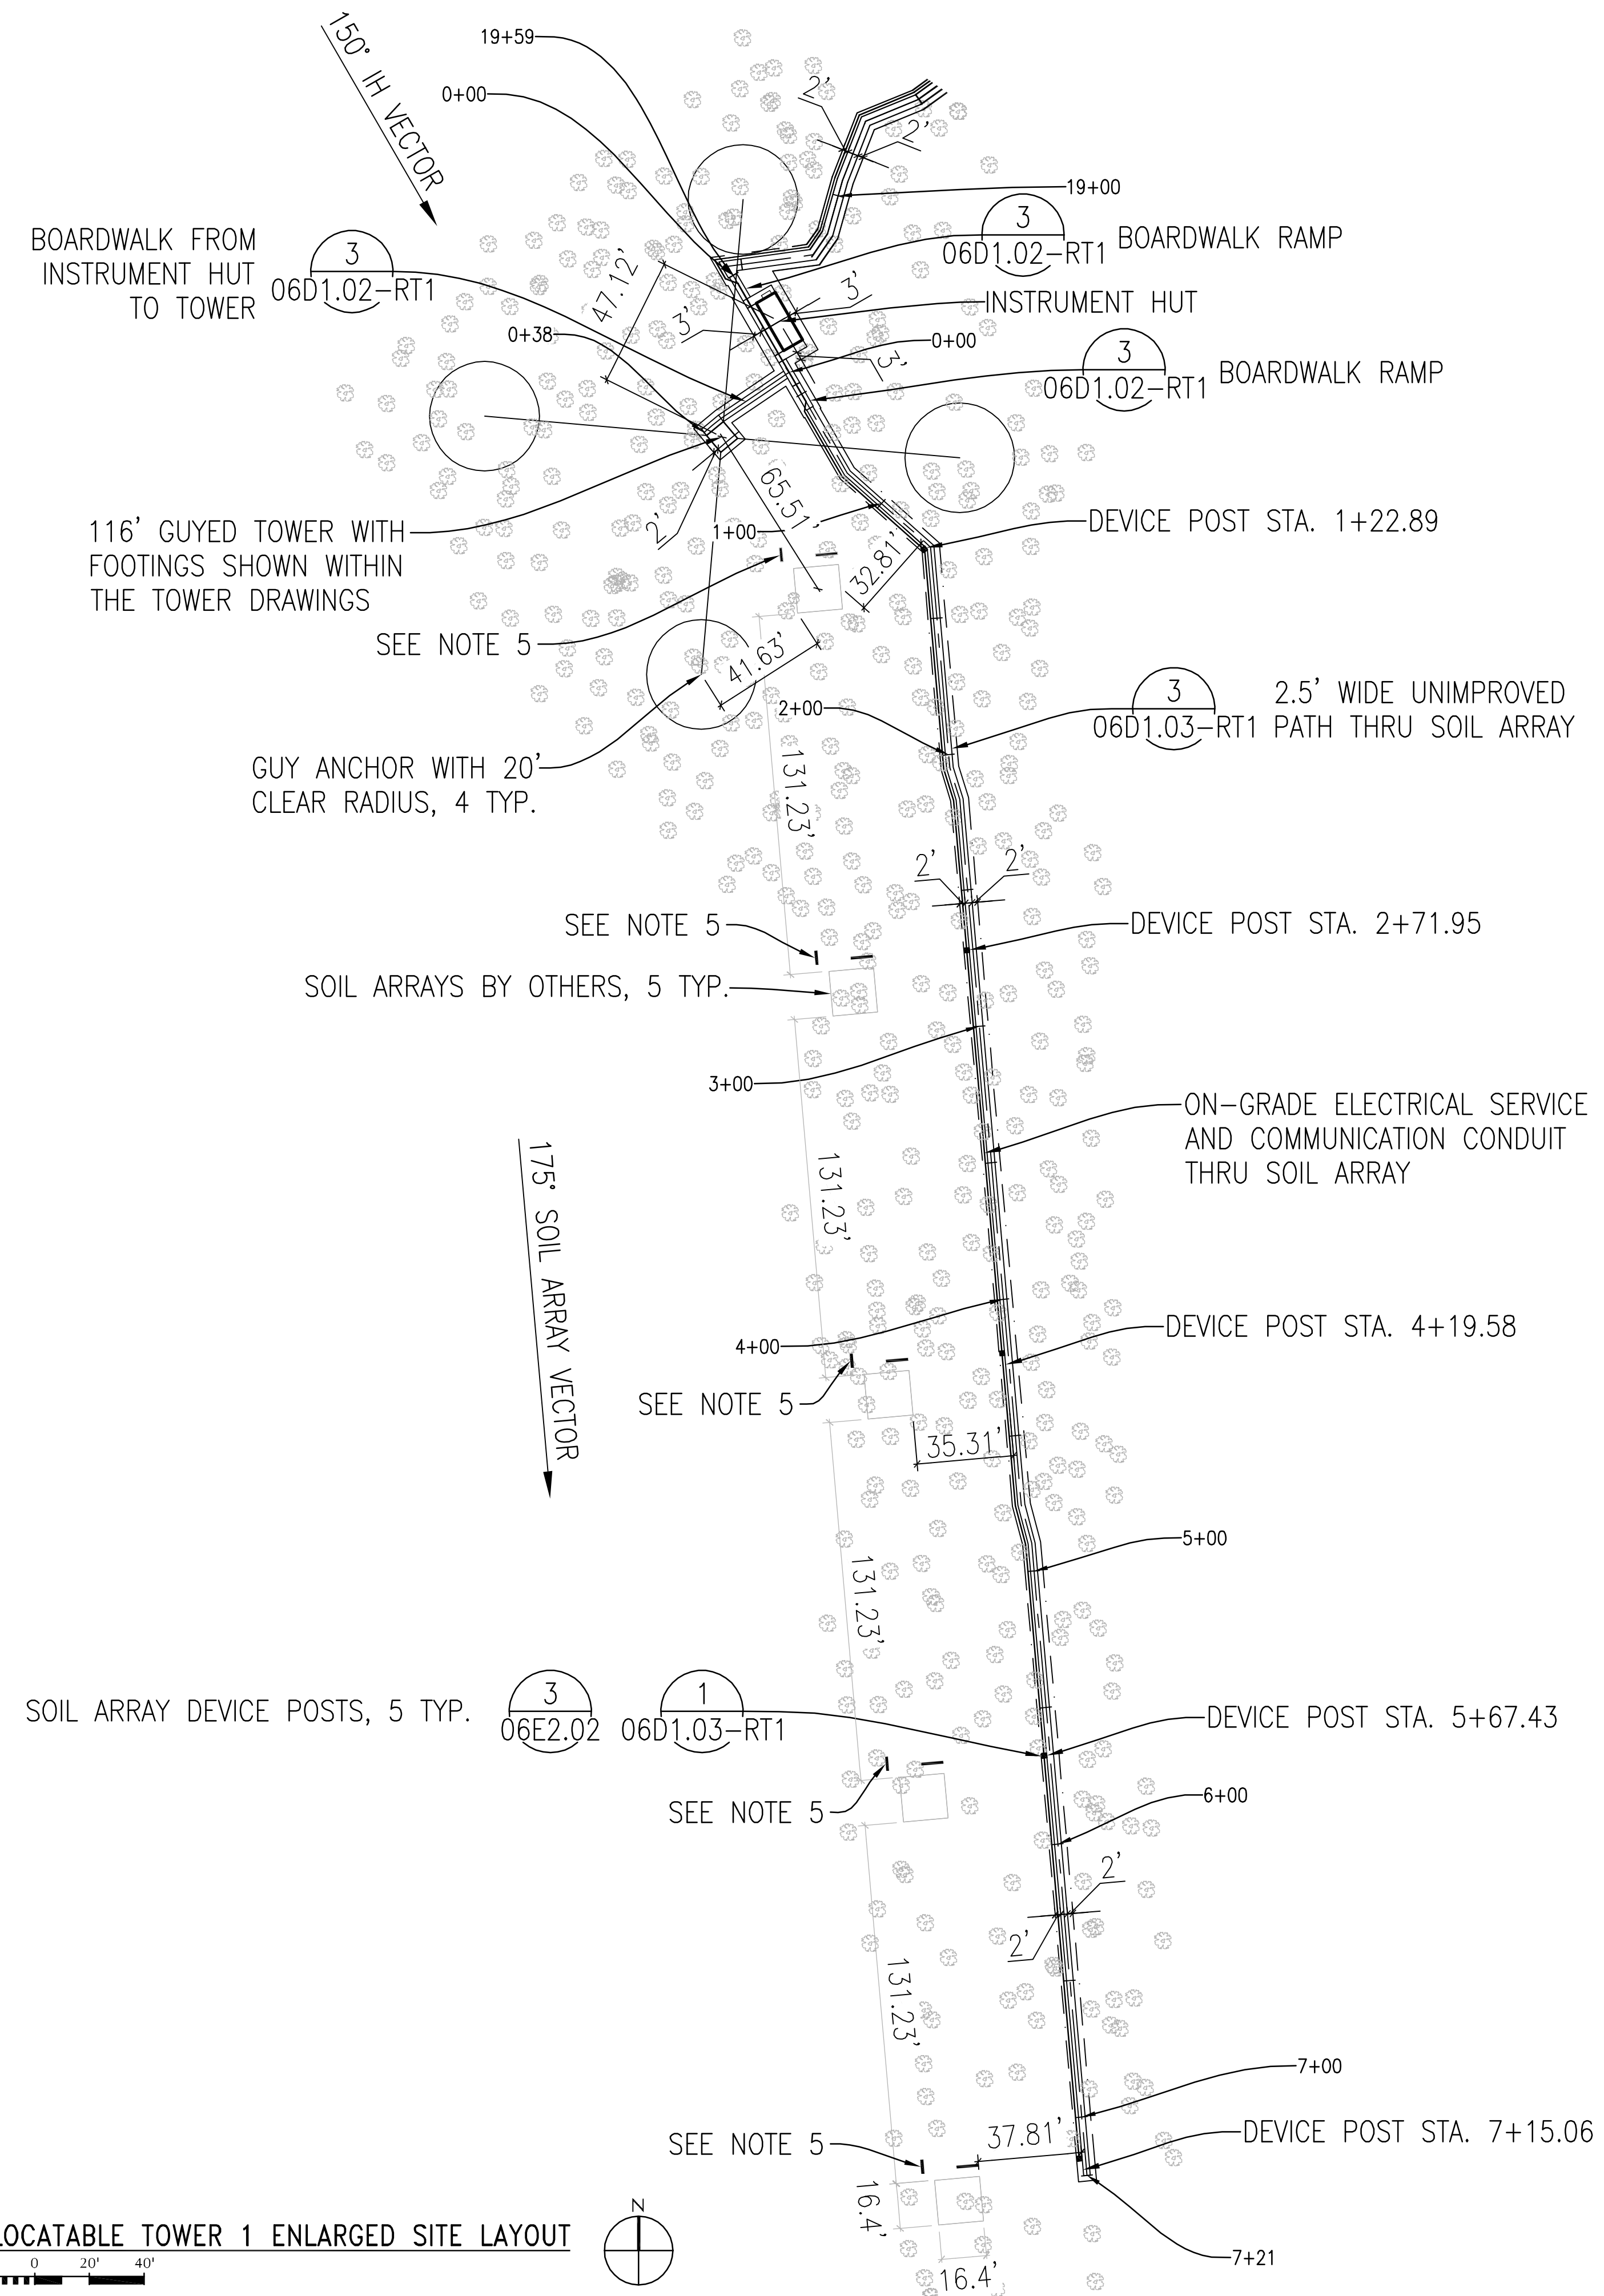 150° IH VECTOR
19+59
0+00
2'
2'
19+00
3
06D1.02-RT1
BOARDWALK RAMP
BOARDWALK FROM
INSTRUMENT HUT
TO TOWER
3
06D1.02-RT1
47.12'
3'
3'
INSTRUMENT HUT
0+38
0+00
3'
3
06D1.02-RT1
BOARDWALK RAMP
65.51'
2'
1+00
116' GUYED TOWER WITH
FOOTINGS SHOWN WITHIN
THE TOWER DRAWINGS
DEVICE POST STA. 1+22.89
32.81'
SEE NOTE 5
41.63'
2+00
3
06D1.03-RT1
2.5' WIDE UNIMPROVED
PATH THRU SOIL ARRAY
GUY ANCHOR WITH 20'
CLEAR RADIUS, 4 TYP.
131.23'
2'
2'
SEE NOTE 5
DEVICE POST STA. 2+71.95
SOIL ARRAYS BY OTHERS, 5 TYP.
3+00
ON-GRADE ELECTRICAL SERVICE
AND COMMUNICATION CONDUIT
THRU SOIL ARRAY
131.23'
175° SOIL ARRAY VECTOR
4+00
DEVICE POST STA. 4+19.58
SEE NOTE 5
35.31'
5+00
131.23'
SOIL ARRAY DEVICE POSTS, 5 TYP.
3
06E2.02
1
06D1.03-RT1
DEVICE POST STA. 5+67.43
SEE NOTE 5
6+00
2'
2'
131.23'
7+00
SEE NOTE 5
37.81'
DEVICE POST STA. 7+15.06
16.4'
16.4'
7+21
N
LOCATABLE TOWER 1 ENLARGED SITE LAYOUT
0 20' 40'